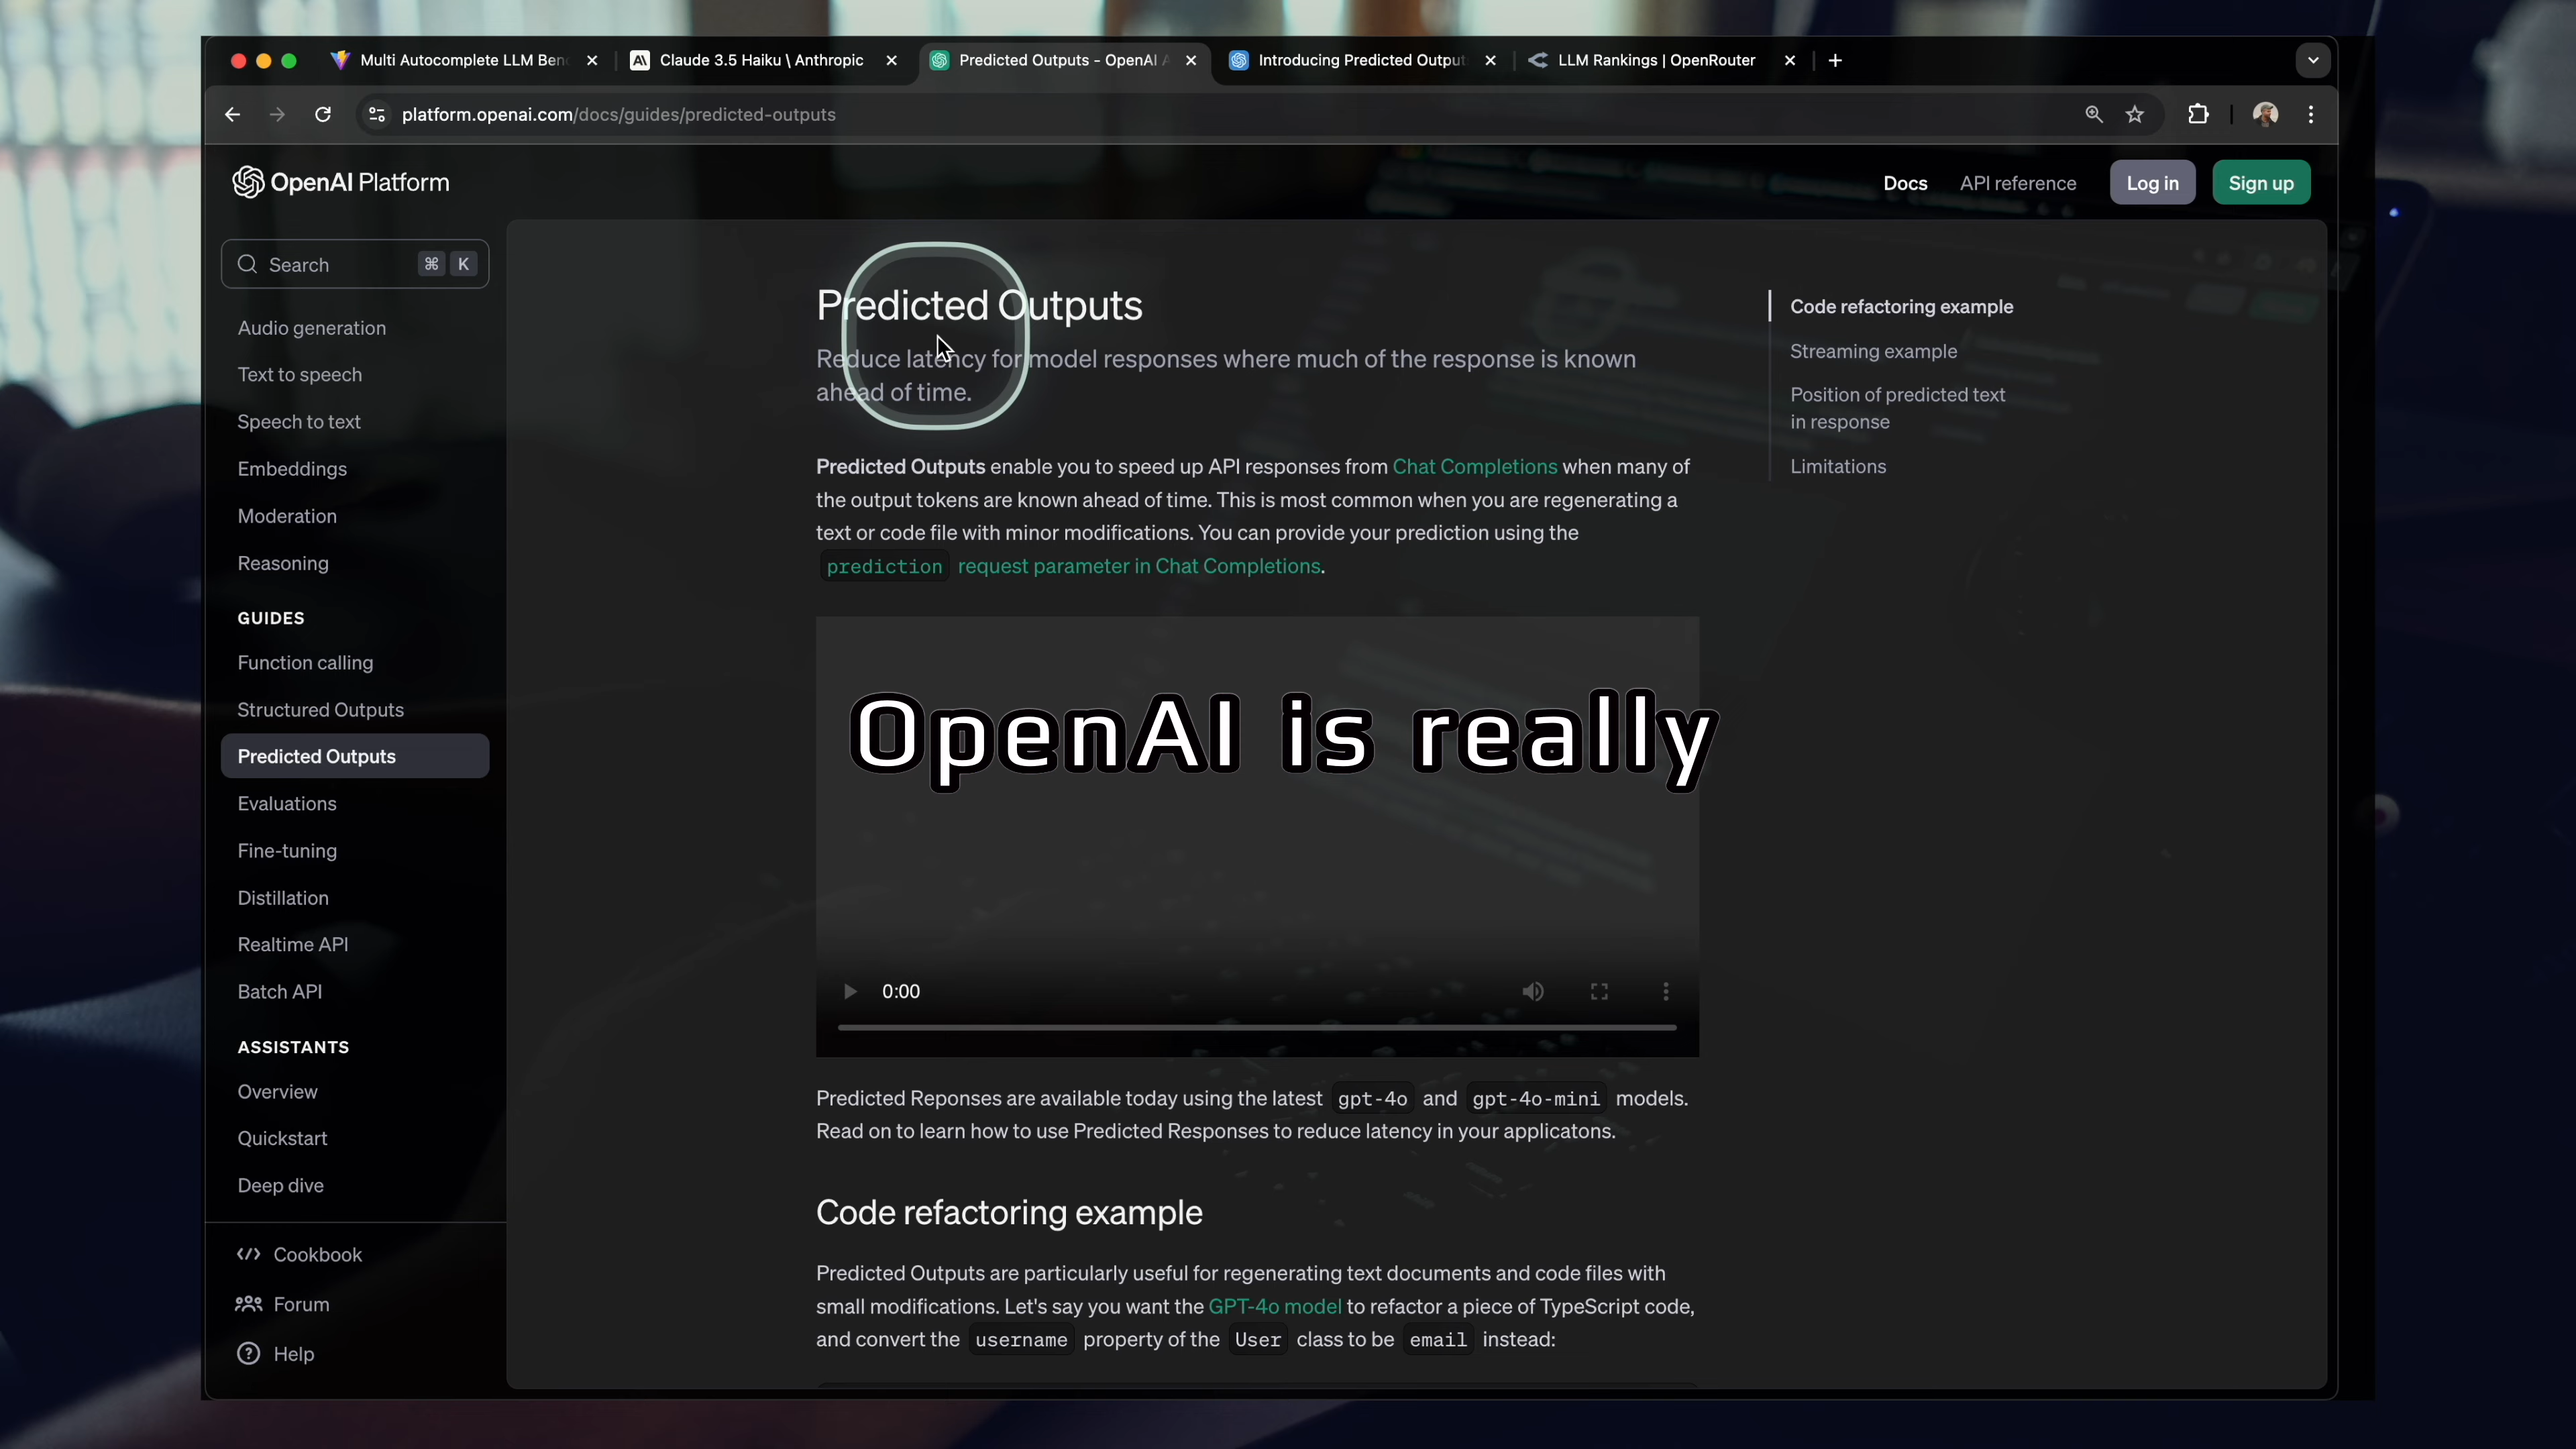 Multi Autocomplete LLM Ben
Claude 3.5 Haiku \ Anthropic
Predicted Outputs - OpenAI A
Introducing Predicted Output
LLM Rankings | OpenRouter
platform.openai.com/docs/guides/predicted-outputs
OpenAI Platform
Docs
API reference
Log in
Sign up
Search
⌘ K
Audio generation
Text to speech
Speech to text
Embeddings
Moderation
Reasoning
GUIDES
Function calling
Structured Outputs
Predicted Outputs
Evaluations
Fine-tuning
Distillation
Realtime API
Batch API
ASSISTANTS
Overview
Quickstart
Deep dive
Cookbook
Forum
Help
Predicted Outputs
Reduce latency for model responses where much of the response is known
ahead of time.
Predicted Outputs enable you to speed up API responses from Chat Completions when many of
the output tokens are known ahead of time. This is most common when you are regenerating a
text or code file with minor modifications. You can provide your prediction using the
prediction request parameter in Chat Completions.
OpenAI is really
0:00
Predicted Reponses are available today using the latest gpt-4o and gpt-4o-mini models.
Read on to learn how to use Predicted Responses to reduce latency in your applicatons.
Code refactoring example
Predicted Outputs are particularly useful for regenerating text documents and code files with
small modifications. Let's say you want the GPT-4o model to refactor a piece of TypeScript code,
and convert the username property of the User class to be email instead:
Code refactoring example
Streaming example
Position of predicted text
in response
Limitations